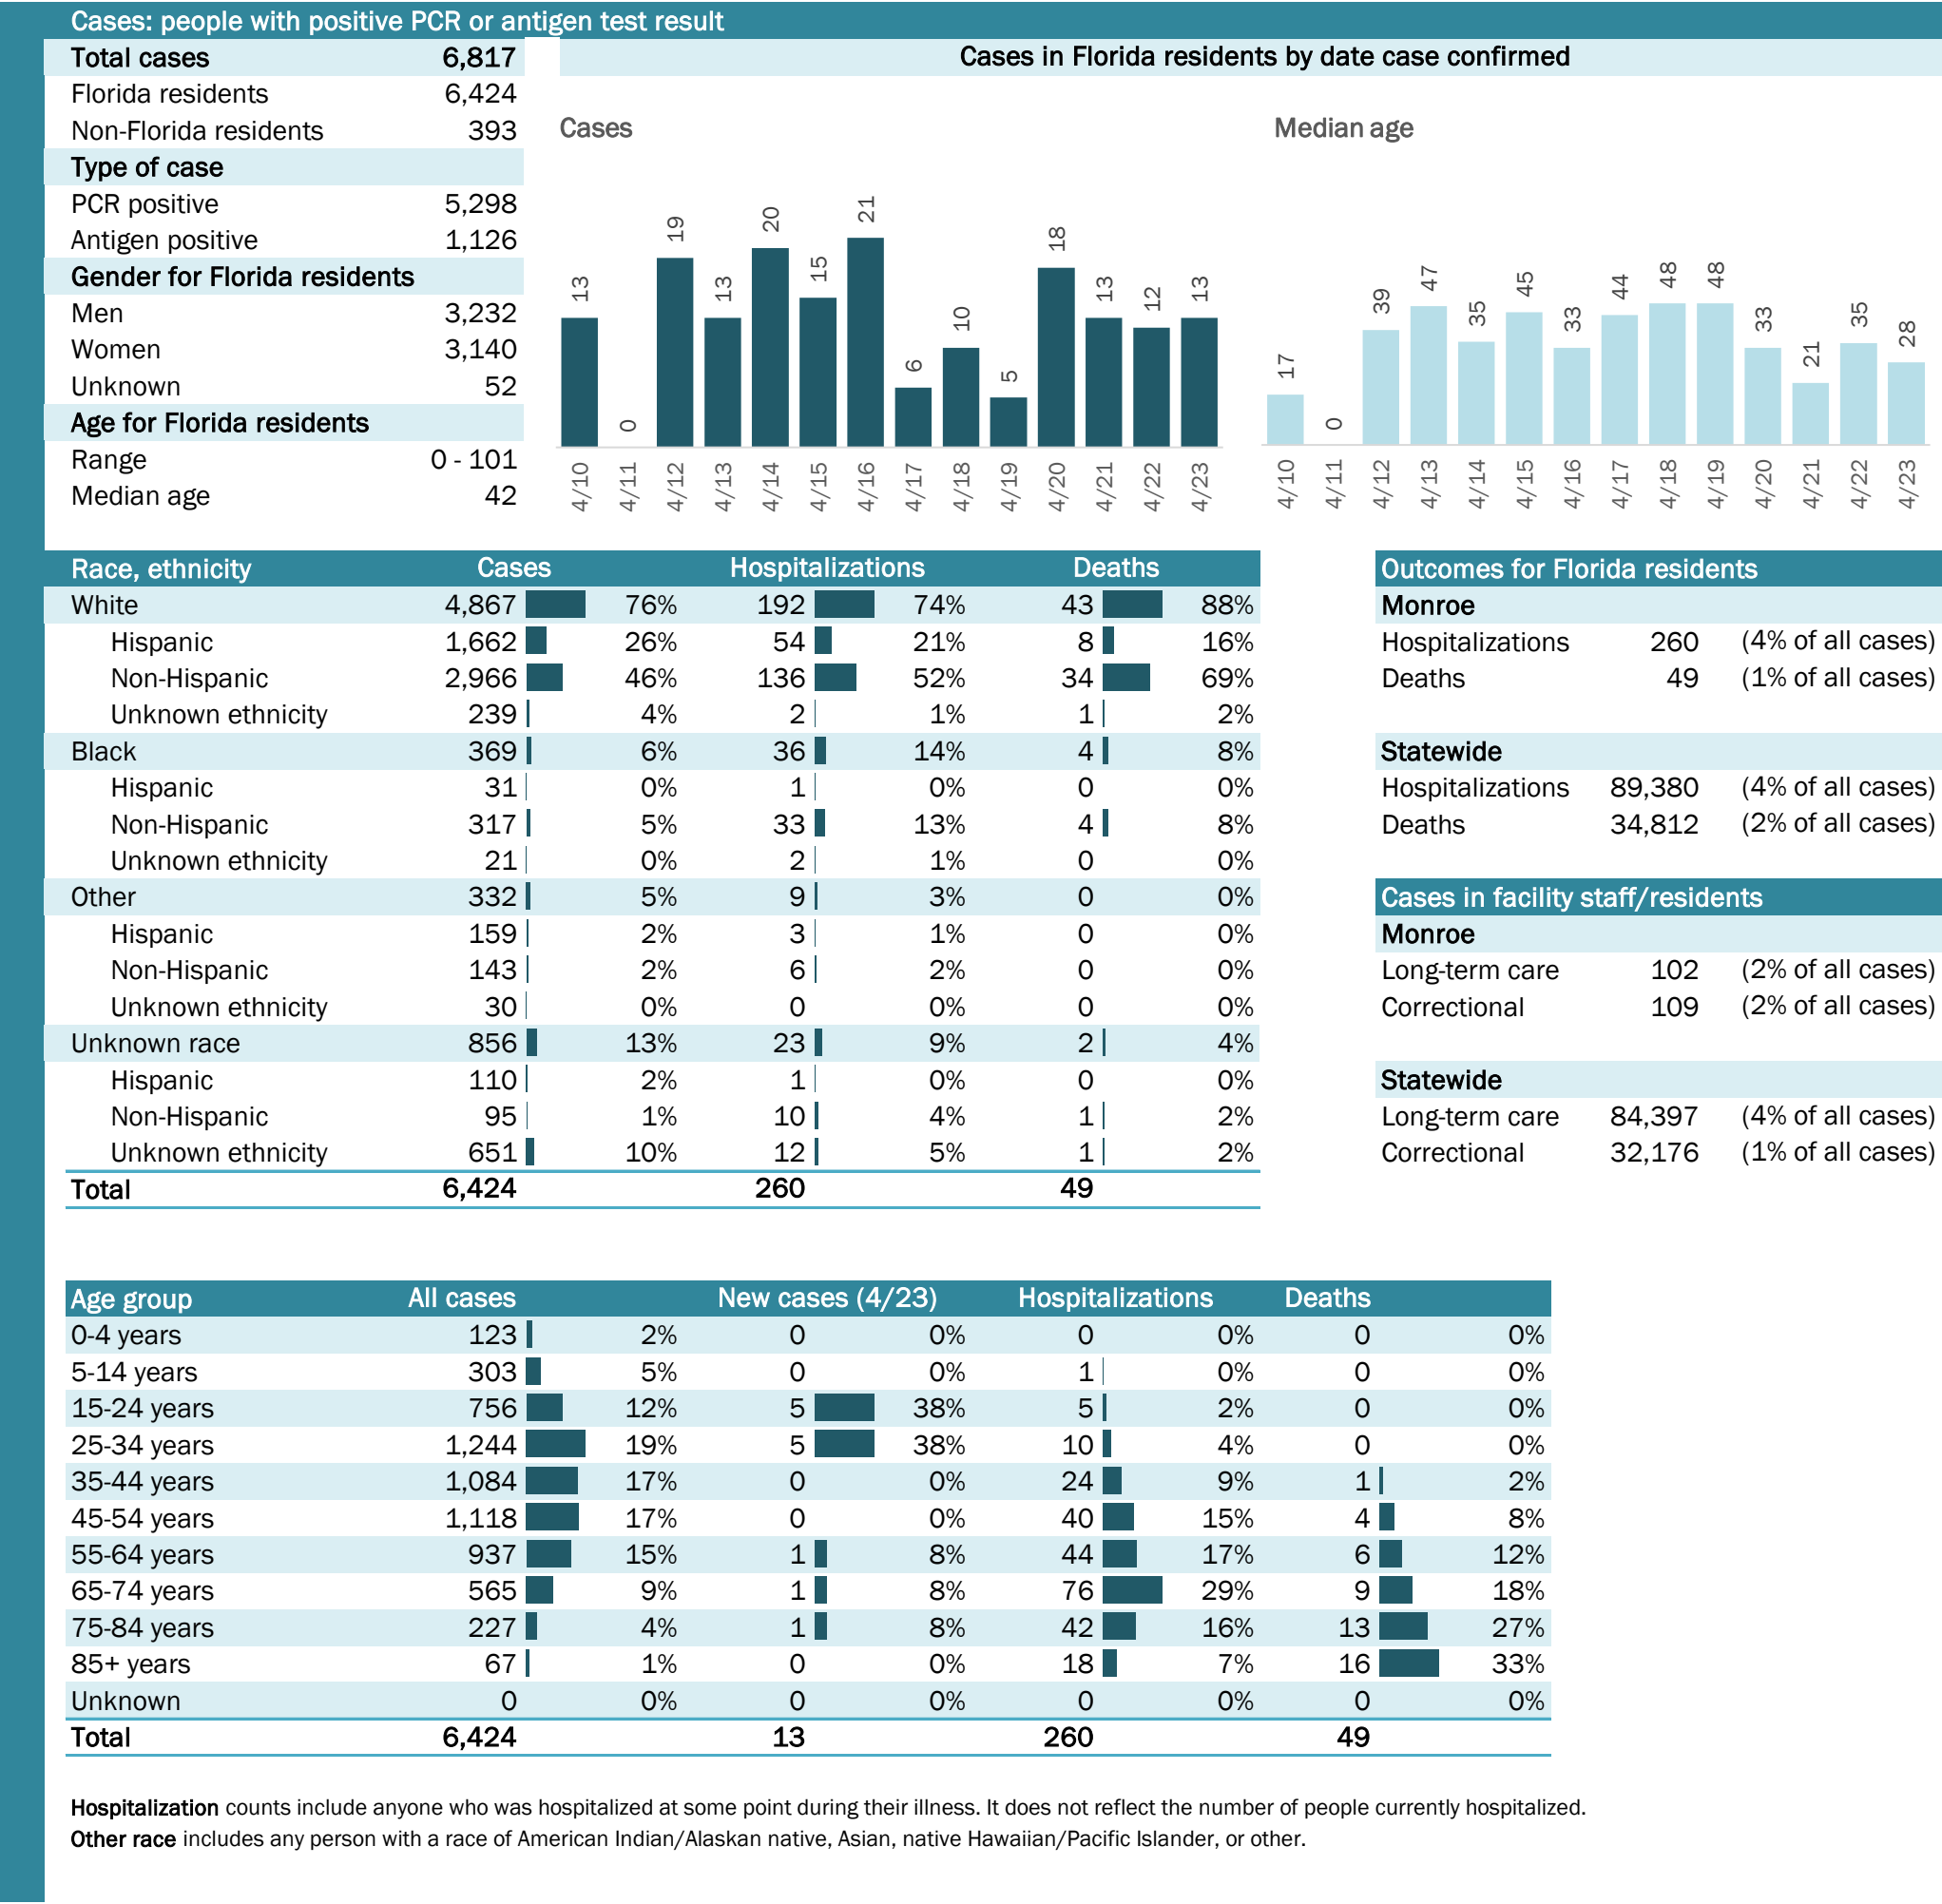 Cases: people with positive PCR or antigen test result
Total cases 6,817
Florida residents 6,424
Non-Florida residents 393
Type of case
PCR positive 5,298
Antigen positive 1,126
Gender for Florida residents
Men 3,232
Women 3,140
Unknown 52
Age for Florida residents
Range 0 - 101
Median age 42
Cases in Florida residents by date case confirmed
Cases
13 0 19 13 20 15 21 6 10 5 18 13 12 13
4/10 4/11 4/12 4/13 4/14 4/15 4/16 4/17 4/18 4/19 4/20 4/21 4/22 4/23
Median age
17 0 39 47 35 45 33 44 48 48 33 21 35 28
4/10 4/11 4/12 4/13 4/14 4/15 4/16 4/17 4/18 4/19 4/20 4/21 4/22 4/23
Race, ethnicity Cases Hospitalizations Deaths
White 4,867 76% 192 74% 43 88%
Hispanic 1,662 26% 54 21% 8 16%
Non-Hispanic 2,966 46% 136 52% 34 69%
Unknown ethnicity 239 4% 2 1% 1 2%
Black 369 6% 36 14% 4 8%
Hispanic 31 0% 1 0% 0 0%
Non-Hispanic 317 5% 33 13% 4 8%
Unknown ethnicity 21 0% 2 1% 0 0%
Other 332 5% 9 3% 0 0%
Hispanic 159 2% 3 1% 0 0%
Non-Hispanic 143 2% 6 2% 0 0%
Unknown ethnicity 30 0% 0 0% 0 0%
Unknown race 856 13% 23 9% 2 4%
Hispanic 110 2% 1 0% 0 0%
Non-Hispanic 95 1% 10 4% 1 2%
Unknown ethnicity 651 10% 12 5% 1 2%
Total 6,424 260 49
Outcomes for Florida residents
Monroe
Hospitalizations 260 (4% of all cases)
Deaths 49 (1% of all cases)
Statewide
Hospitalizations 89,380 (4% of all cases)
Deaths 34,812 (2% of all cases)
Cases in facility staff/residents
Monroe
Long-term care 102 (2% of all cases)
Correctional 109 (2% of all cases)
Statewide
Long-term care 84,397 (4% of all cases)
Correctional 32,176 (1% of all cases)
Age group All cases New cases (4/23) Hospitalizations Deaths
0-4 years 123 2% 0 0% 0 0% 0 0%
5-14 years 303 5% 0 0% 1 0% 0 0%
15-24 years 756 12% 5 38% 5 2% 0 0%
25-34 years 1,244 19% 5 38% 10 4% 0 0%
35-44 years 1,084 17% 0 0% 24 9% 1 2%
45-54 years 1,118 17% 0 0% 40 15% 4 8%
55-64 years 937 15% 1 8% 44 17% 6 12%
65-74 years 565 9% 1 8% 76 29% 9 18%
75-84 years 227 4% 1 8% 42 16% 13 27%
85+ years 67 1% 0 0% 18 7% 16 33%
Unknown 0 0% 0 0% 0 0% 0 0%
Total 6,424 13 260 49
Hospitalization counts include anyone who was hospitalized at some point during their illness. It does not reflect the number of people currently hospitalized.
Other race includes any person with a race of American Indian/Alaskan native, Asian, native Hawaiian/Pacific Islander, or other.